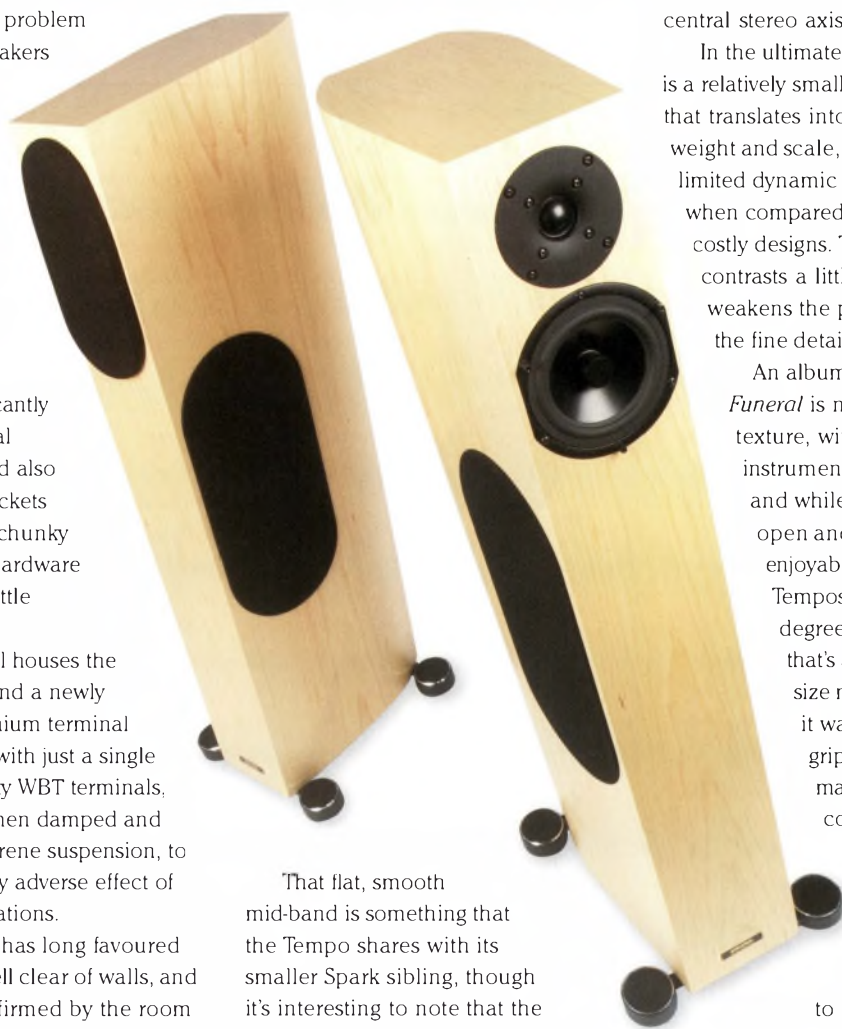 problem
akers
cantly
al
d also
ckets
chunky
ardware
ttle
l houses the
nd a newly
nium terminal
with just a single
y WBT terminals,
hen damped and
rene suspension, to
y adverse effect of
ations.
has long favoured
ell clear of walls, and
firmed by the room
That flat, smooth
mid-band is something that
the Tempo shares with its
smaller Spark sibling, though
it's interesting to note that the
central stereo axis
In the ultimate
is a relatively small
that translates into
weight and scale,
limited dynamic
when compared
costly designs. T
contrasts a littl
weakens the p
the fine detai
An album
Funeral is n
texture, wi
instrumen
and while
open and
enjoyab
Tempos
degree
that's
size n
it wa
grip
ma
co
to